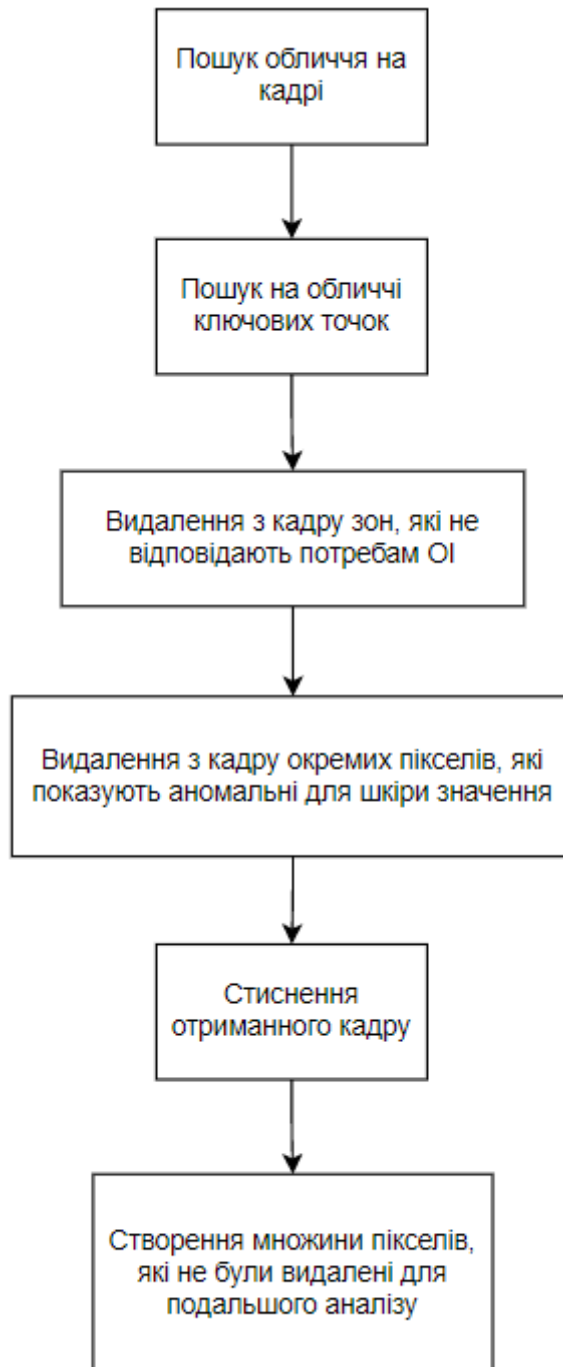 Пошук обличчя на
кадрі
Пошук на обличчі
ключових точок
Видалення з кадру зон, які не
відповідають потребам ОІ
Видалення з кадру окремих пікселів, які
показують аномальні для шкіри значення
Стиснення
отриманного кадру
Створення множини пікселів,
які не були видалені для
подальшого аналізу